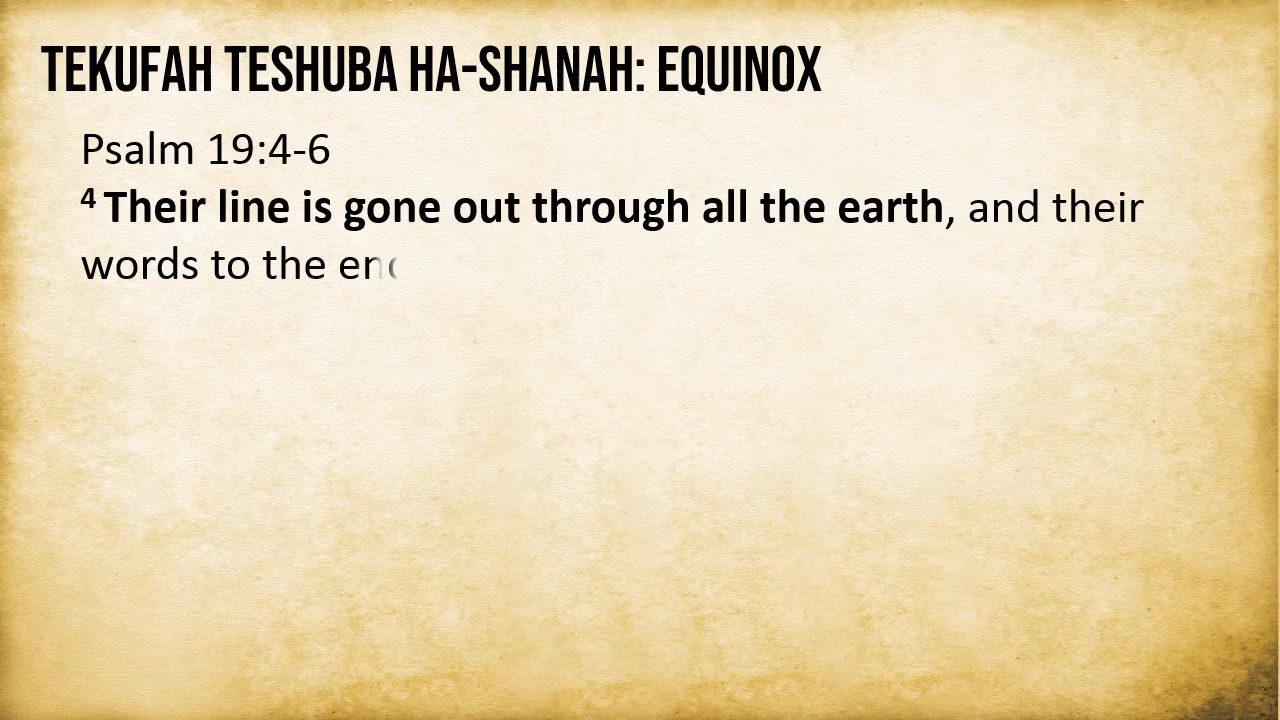 TEKUFAH TESHUBA HA-SHANAH: EQUINOX
Psalm 19:4-6
4 Their line is gone out through all the earth, and their
words to the